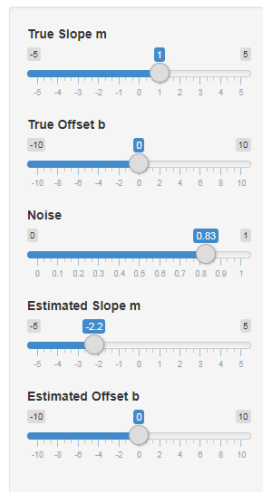 True Slope m
-5 1 5
-5 -4 -3 -2 -1 0 1 2 3 4 5
True Offset b
-10 0 10
-10 -8 -6 -4 -2 0 2 4 6 8 10
Noise
0 0.83 1
0 0.1 0.2 0.3 0.4 0.5 0.6 0.7 0.8 0.9 1
Estimated Slope m
-5 -2.2 5
-5 -4 -3 -2 -1 0 1 2 3 4 5
Estimated Offset b
-10 0 10
-10 -8 -6 -4 -2 0 2 4 6 8 10